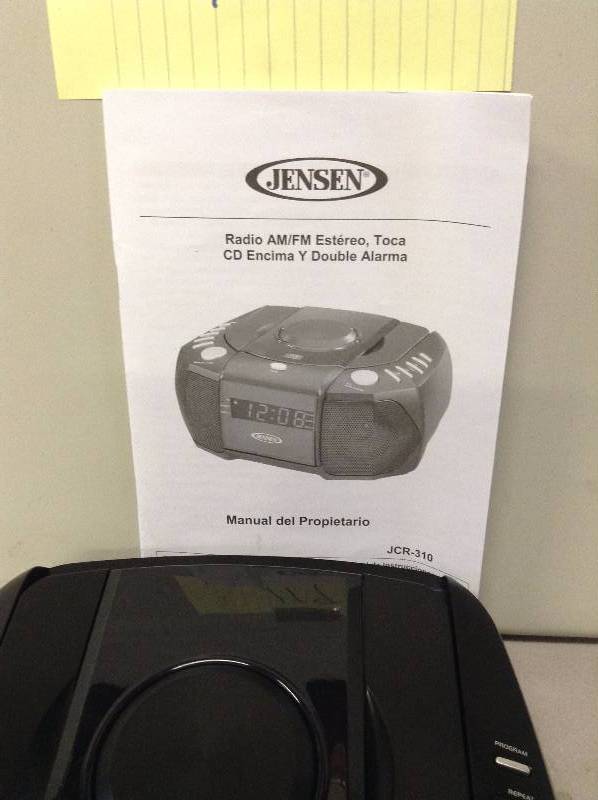 JENSEN®
Radio AM/FM Estéreo, Toca
CD Encima Y Double Alarma
12:08
JENSEN
Manual del Propietario
JCR-310
PROGRAM
REPEAT